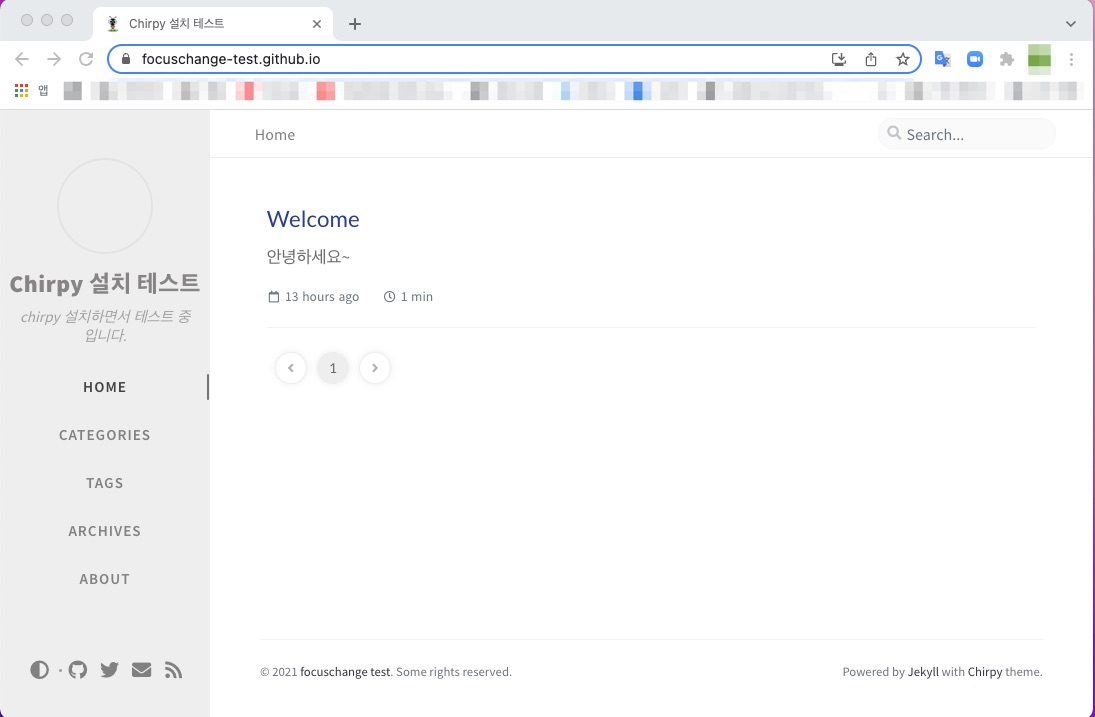 Chirpy 설치 테스트
focuschange-test.github.io
앱
Home
Search...
Chirpy 설치 테스트
chirpy 설치하면서 테스트 중
입니다.
HOME
CATEGORIES
TAGS
ARCHIVES
ABOUT
Welcome
안녕하세요~
13 hours ago 1 min
1
© 2021 focuschange test. Some rights reserved.
Powered by Jekyll with Chirpy theme.